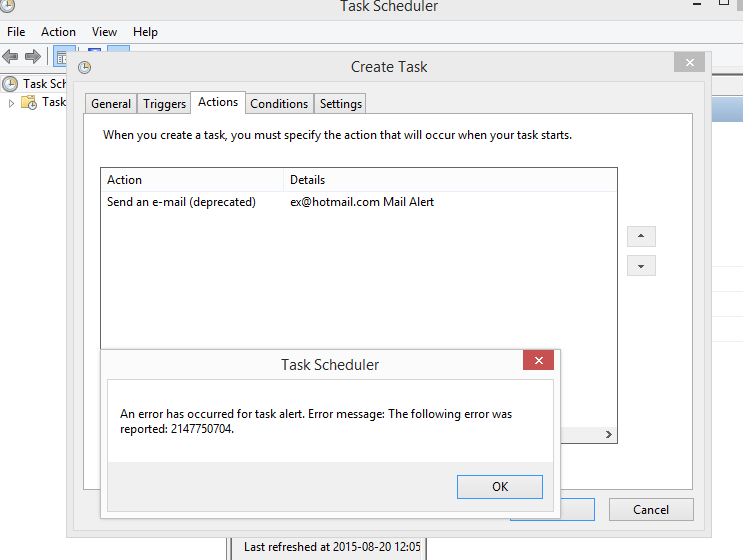 Task Scheduler
File Action View Help
Create Task
Task Sch
Task
General Triggers Actions Conditions Settings
When you create a task, you must specify the action that will occur when your task starts.
Action Details
Send an e-mail (deprecated) ex@hotmail.com Mail Alert
Task Scheduler
An error has occurred for task alert. Error message: The following error was
reported: 2147750704.
OK
Cancel
Last refreshed at 2015-08-20 12:05